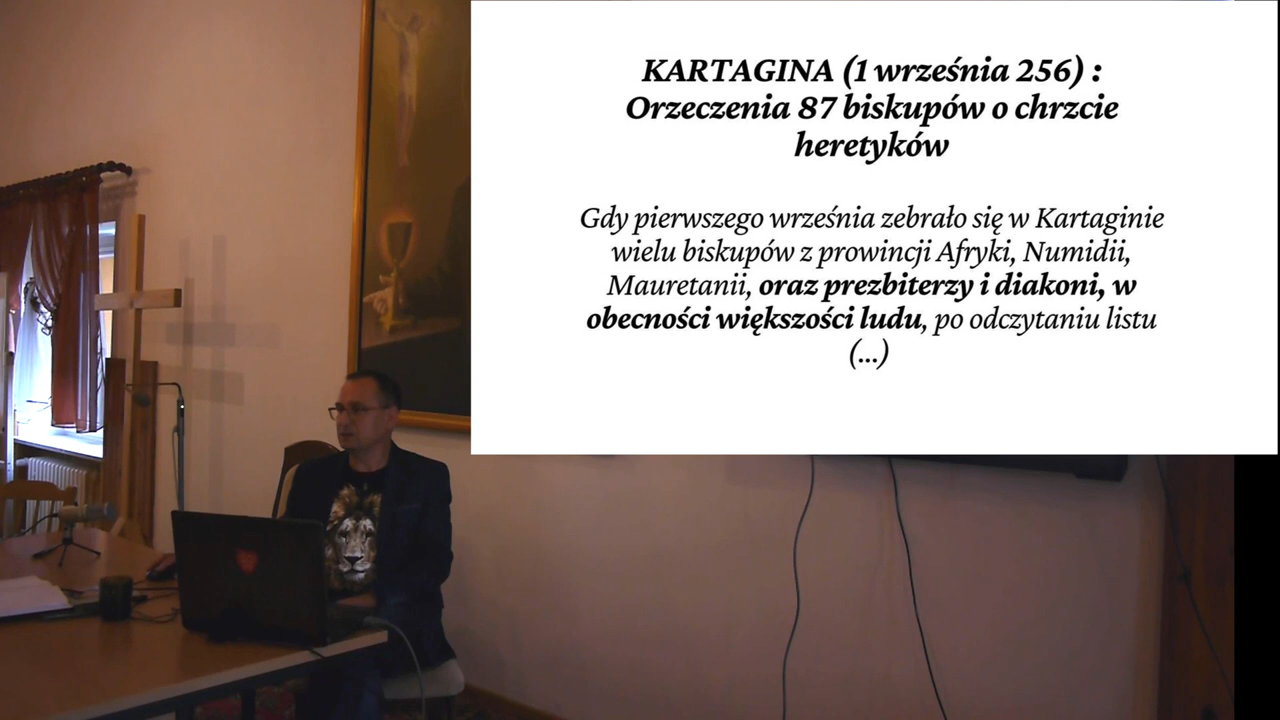 KARTAGINA (1 września 256) :
Orzeczenia 87 biskupów o chrzcie
heretyków
Gdy pierwszego września zebrało się w Kartaginie
wielu biskupów z prowincji Afryki, Numidii,
Mauretanii, oraz prezbiterzy i diakoni, w
obecności większości ludu, po odczytaniu listu
(...)